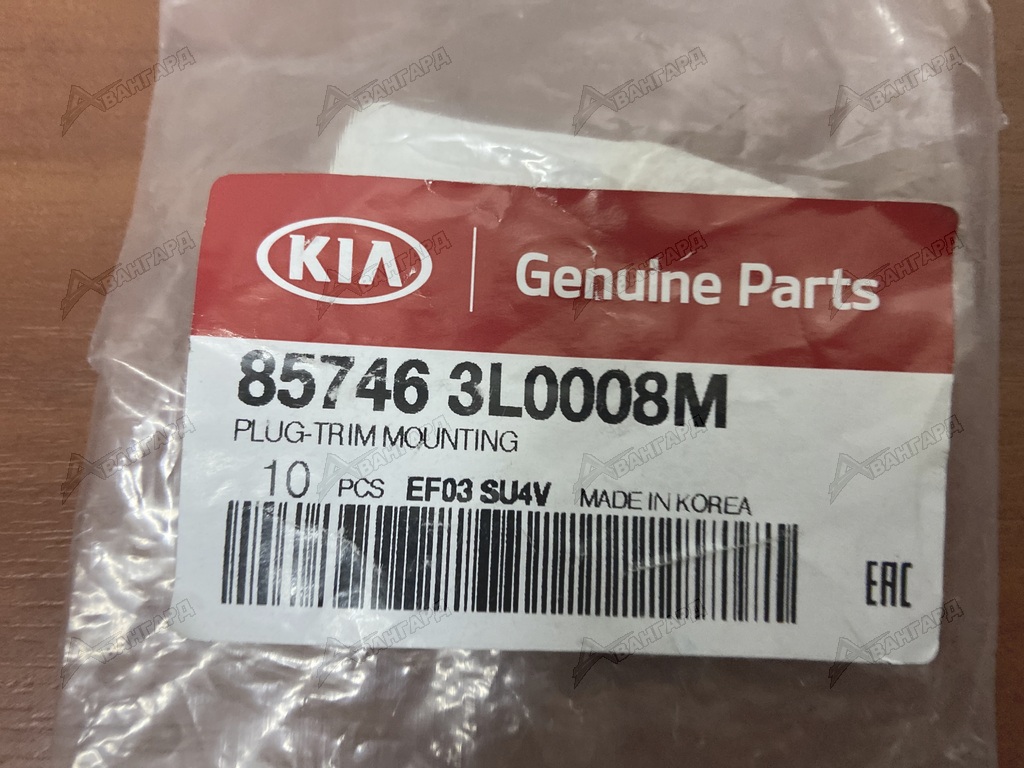 KIA Genuine Parts
85746 3L0008M
PLUG-TRIM MOUNTING
10 PCS EF03 SU4V MADE IN KOREA
EAC
АВАНГАРД